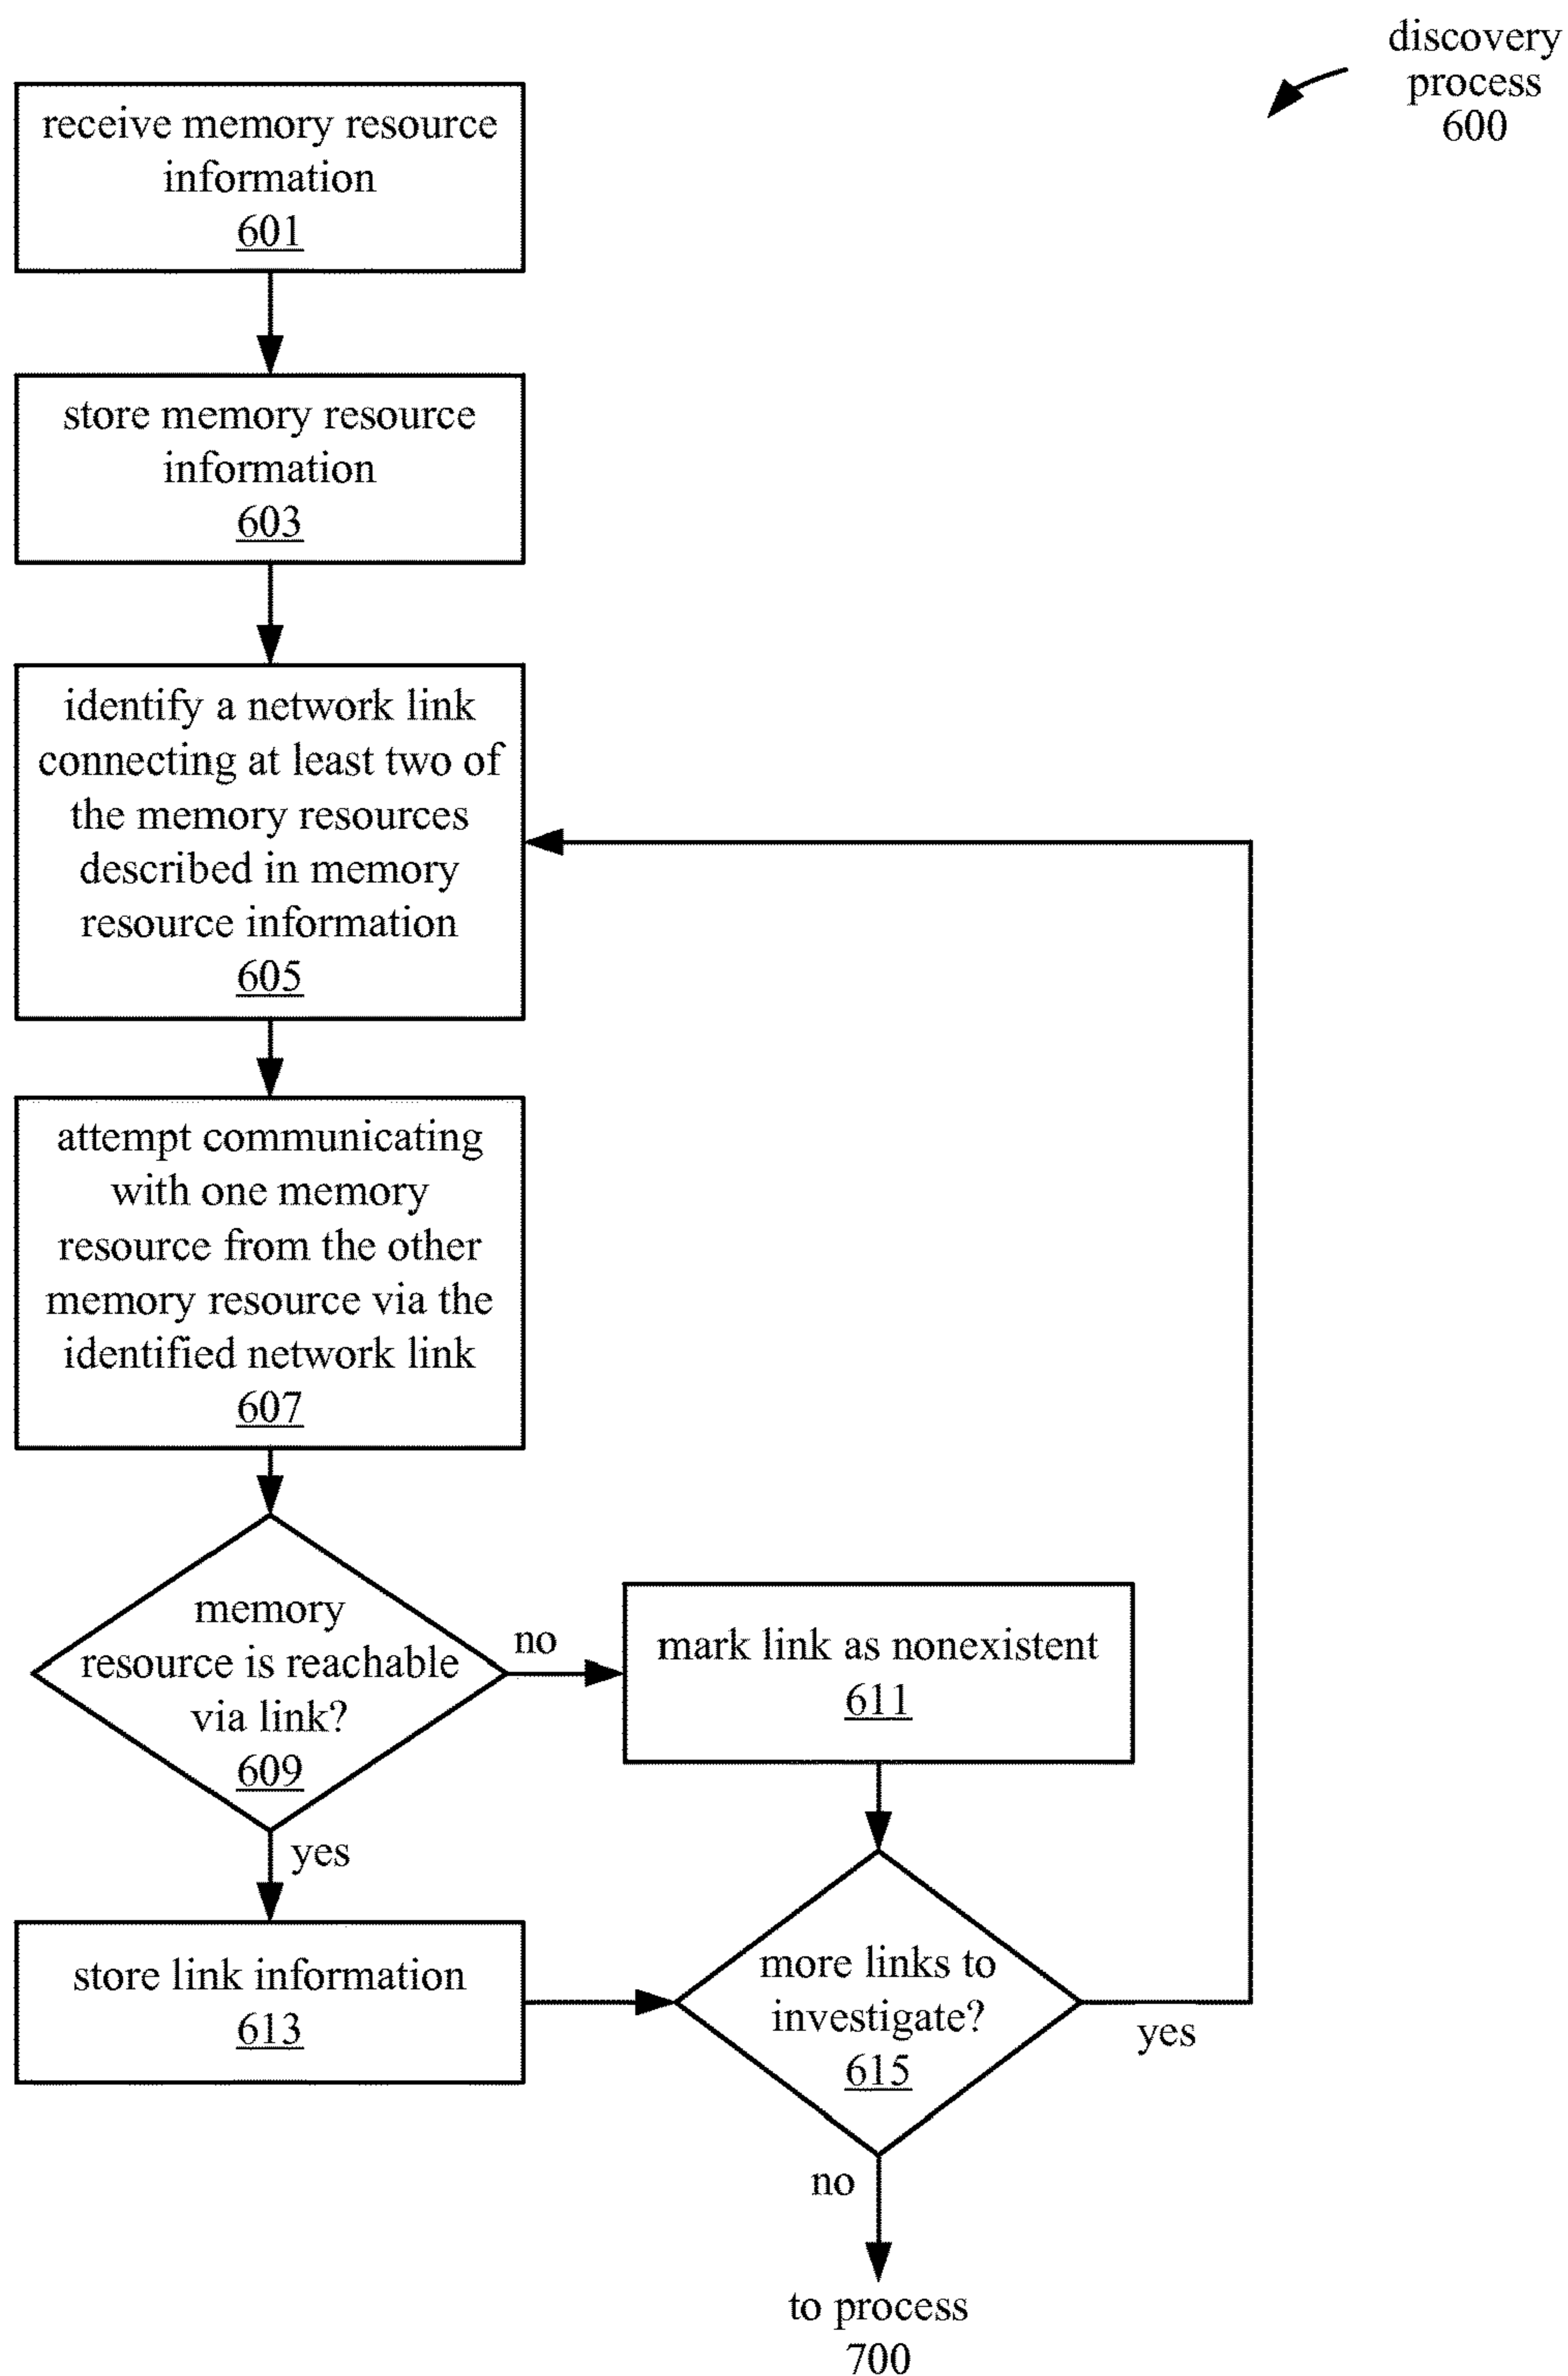 discovery
process
600
receive memory resource
information
601
store memory resource
information
603
identify a network link
connecting at least two of
the memory resources
described in memory
resource information
605
attempt communicating
with one memory
resource from the other
memory resource via the
identified network link
607
memory
resource is reachable
via link?
609
no
mark link as nonexistent
611
yes
store link information
613
more links to
investigate?
615
yes
no
to process
700